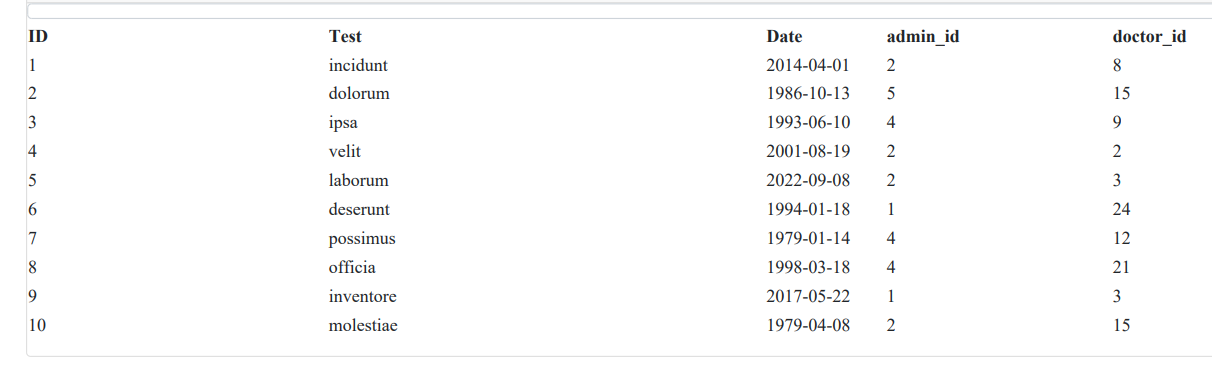 ID Test Date admin_id doctor_id
1 incidunt 2014-04-01 2 8
2 dolorum 1986-10-13 5 15
3 ipsa 1993-06-10 4 9
4 velit 2001-08-19 2 2
5 laborum 2022-09-08 2 3
6 deserunt 1994-01-18 1 24
7 possimus 1979-01-14 4 12
8 officia 1998-03-18 4 21
9 inventore 2017-05-22 1 3
10 molestiae 1979-04-08 2 15